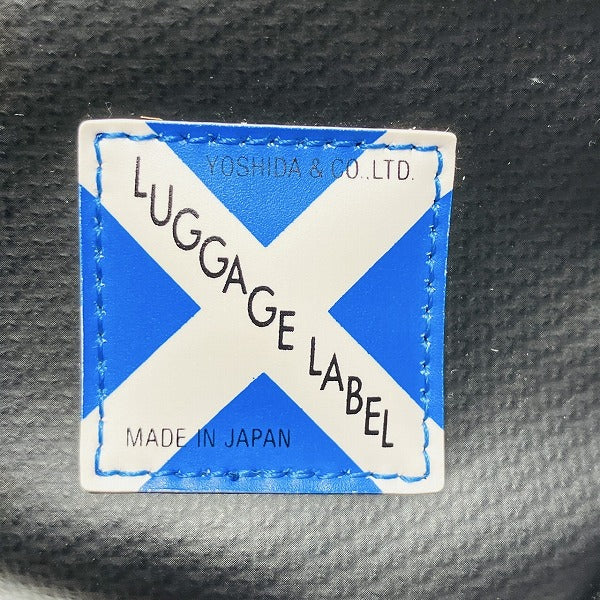 YOSHIDA & CO.,LTD.
LUGGAGE LABEL
MADE IN JAPAN